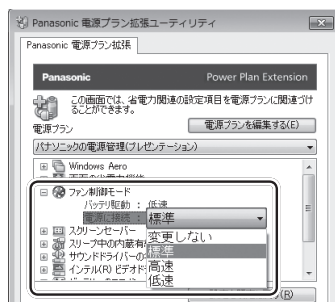 Panasonic 電源プラン拡張ユーティリティ
Panasonic 電源プラン拡張
Panasonic
Power Plan Extension
この画面では、省電力関連の設定項目を電源プランに関連づけ
ることができます。
電源プラン
電源プランを編集する(E)
パナソニックの電源管理(プレゼンテーション)
Windows Aero
ファン制御モード
バッテリ駆動 : 低速
電源に接続 : 標準
変更しない
標準
高速
低速
スクリーンセーバー
スリープ中の内蔵有
サウンドドライバーの
インテル(R) ビデオド
(R)